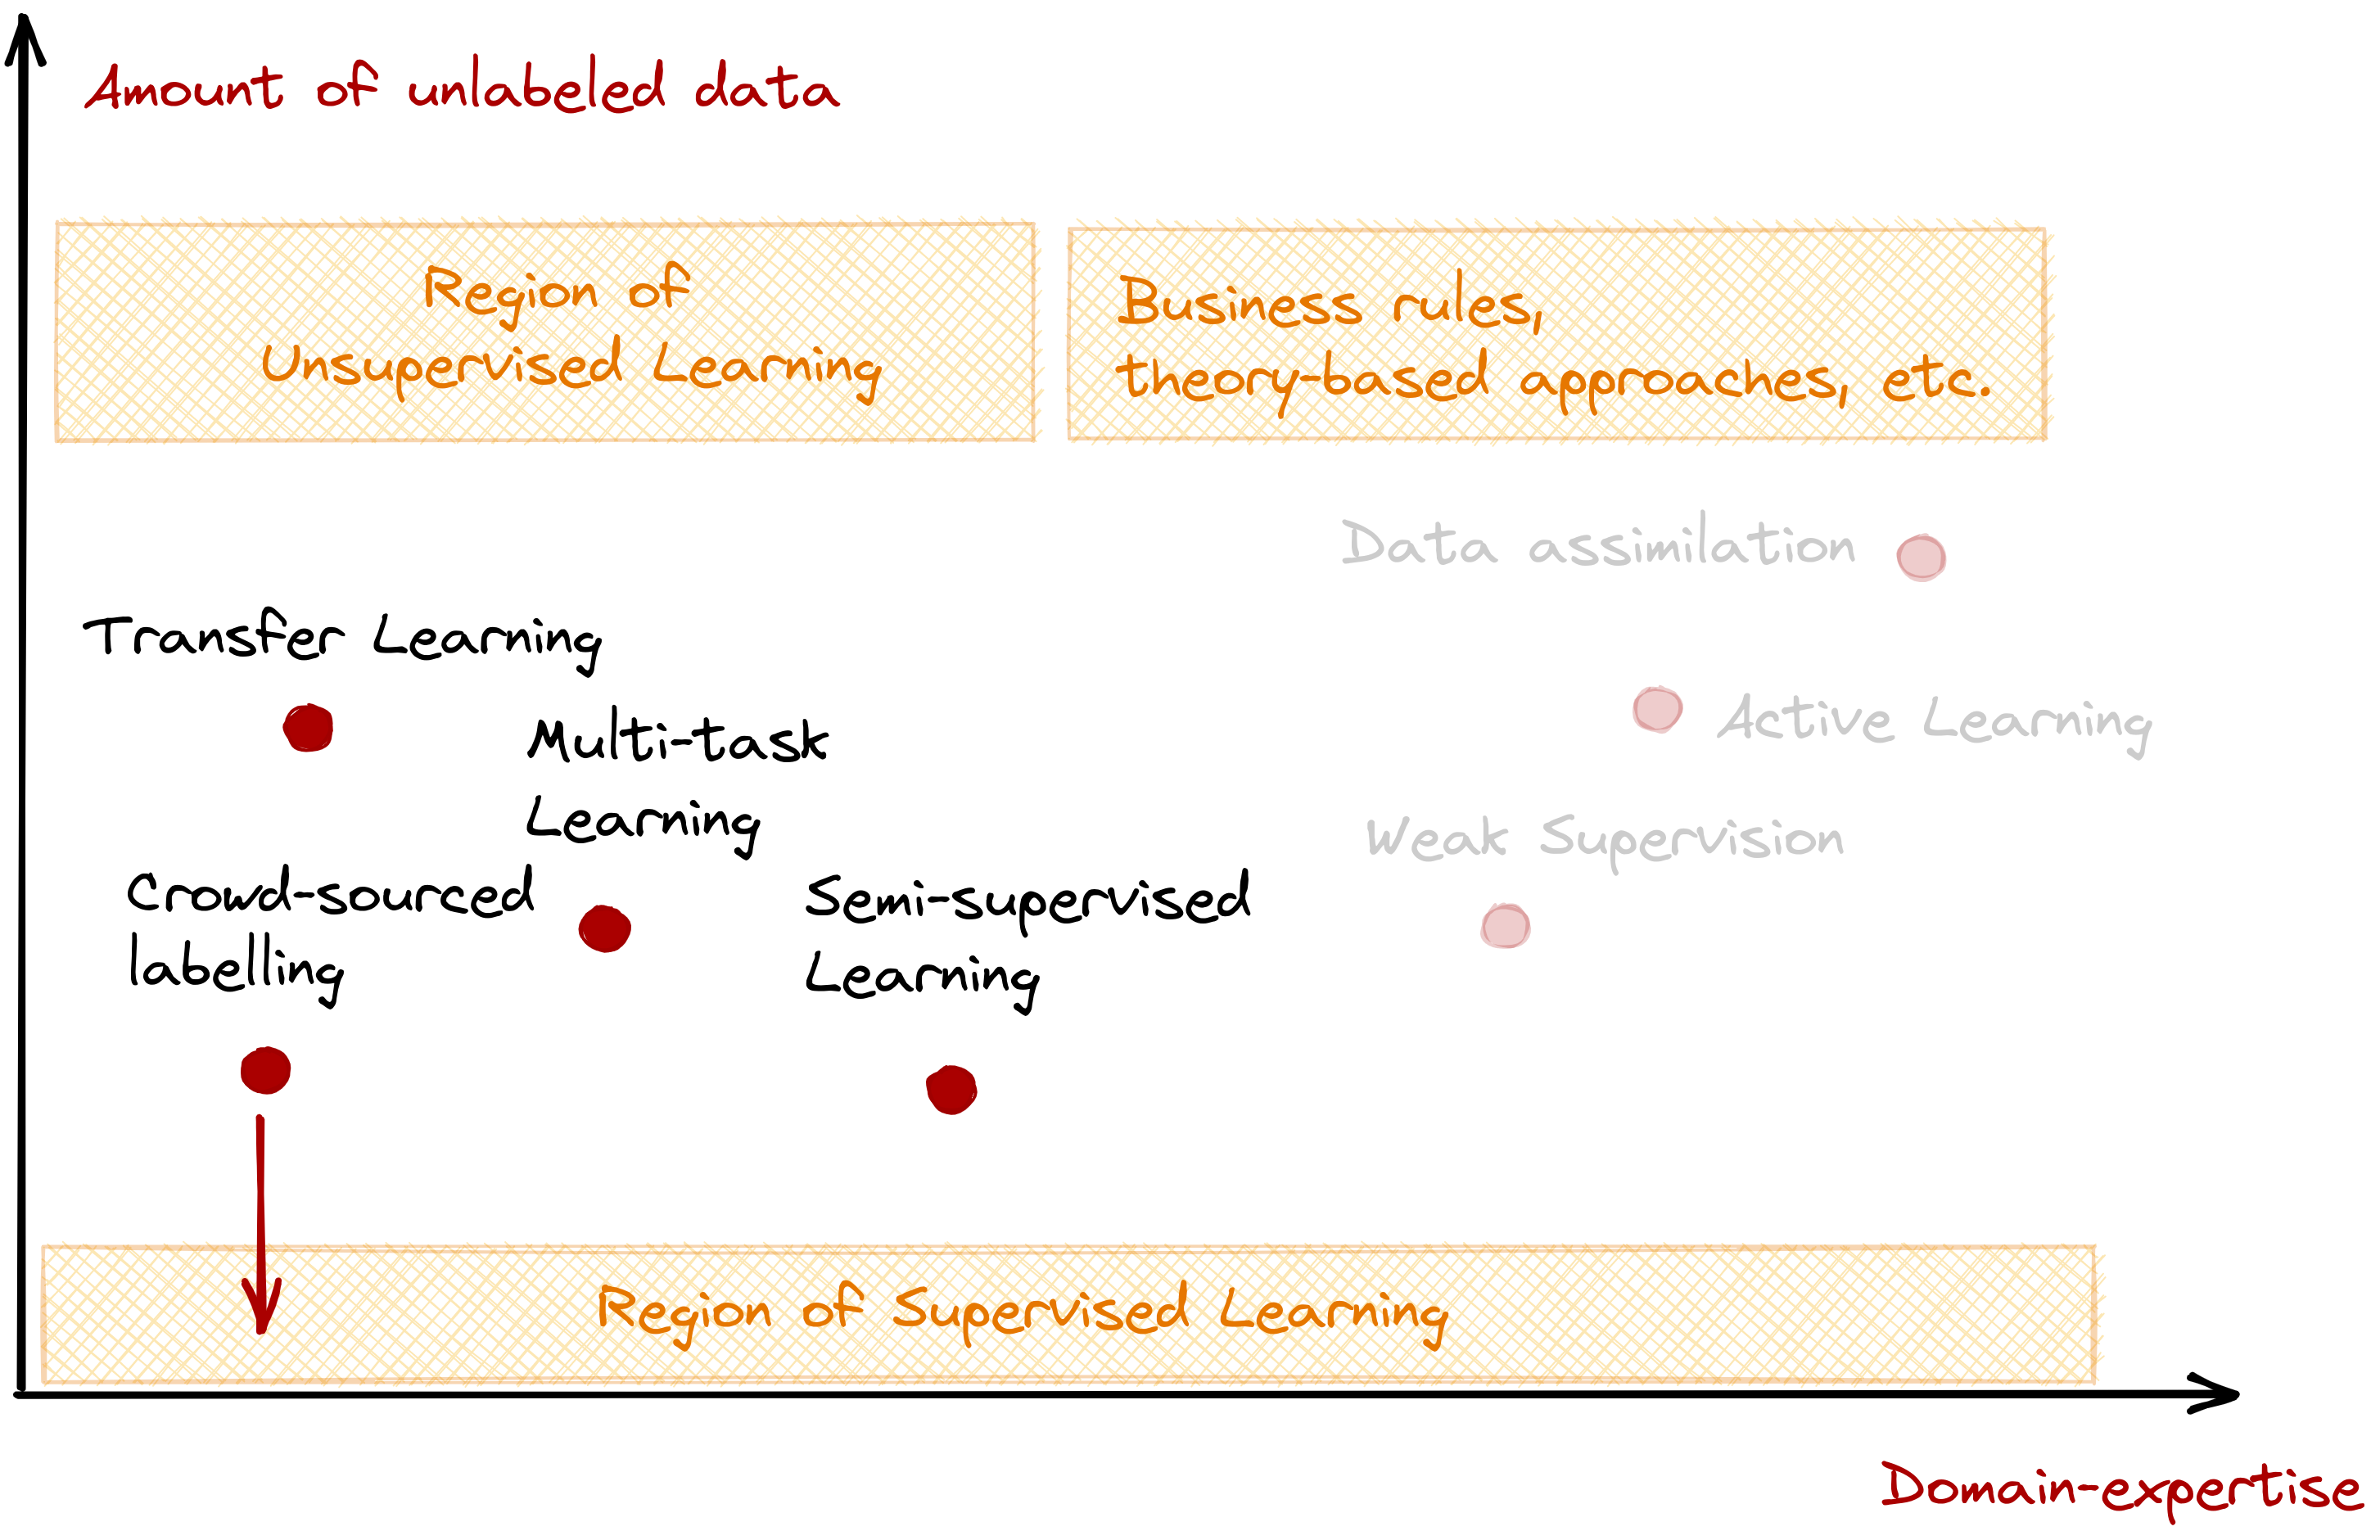 Amount of unlabeled data
Region of
Unsupervised Learning
Business rules,
theory-based approaches, etc.
Data assimilation
Transfer Learning
Active Learning
Multi-task
Learning
Weak Supervision
Crowd-sourced
labelling
Semi-supervised
Learning
Region of Supervised Learning
Domain-expertise